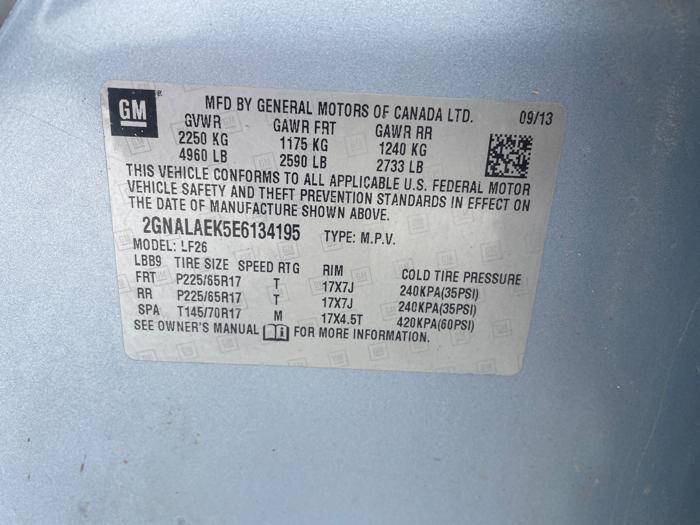 GM MFD BY GENERAL MOTORS OF CANADA LTD. 09/13
GVWR GAWR FRT GAWR RR
2250 KG 1175 KG 1240 KG
4960 LB 2590 LB 2733 LB
THIS VEHICLE CONFORMS TO ALL APPLICABLE U.S. FEDERAL MOTOR
VEHICLE SAFETY AND THEFT PREVENTION STANDARDS IN EFFECT ON
THE DATE OF MANUFACTURE SHOWN ABOVE.
2GNALAEK5E6134195 TYPE: M.P.V.
MODEL: LF26
LBB9 TIRE SIZE SPEED RTG RIM COLD TIRE PRESSURE
FRT P225/65R17 T 17X7J 240KPA(35PSI)
RR P225/65R17 T 17X7J 240KPA(35PSI)
SPA T145/70R17 M 17X4.5T 420KPA(60PSI)
SEE OWNER'S MANUAL FOR MORE INFORMATION.